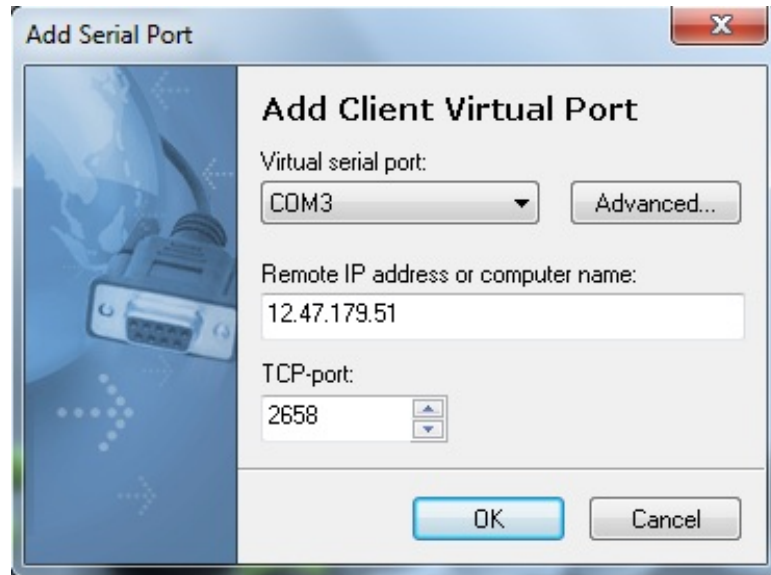 Add Serial Port
Add Client Virtual Port
Virtual serial port:
COM3
Advanced...
Remote IP address or computer name:
12.47.179.51
TCP-port:
2658
OK
Cancel